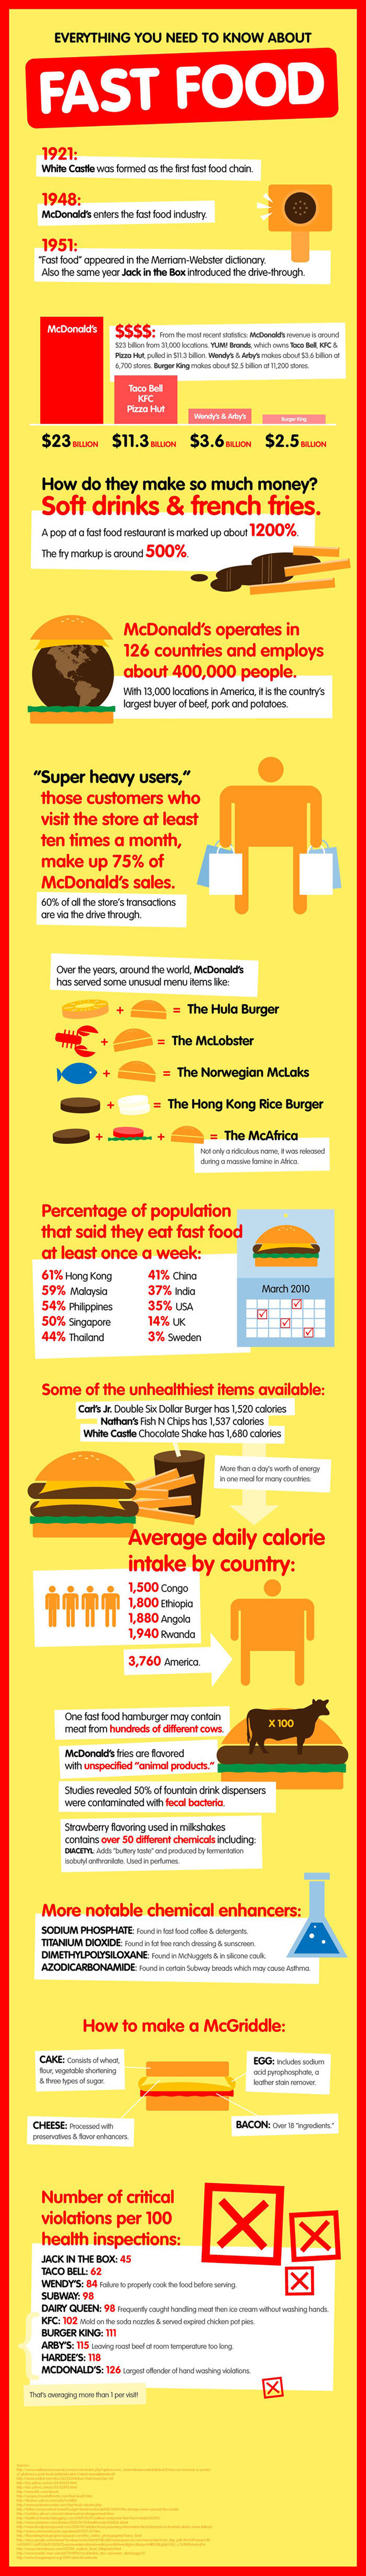 EVERYTHING YOU NEED TO KNOW ABOUT
FAST FOOD
1921:
White Castle was formed as the first fast food chain.
1948:
McDonald's enters the fast food industry.
1951:
"Fast food" appeared in the Merriam-Webster dictionary.
Also the same year Jack in the Box introduced the drive-through.
McDonald's
$$$$: From the most recent statistics: McDonald's revenue is around
$23 billion from 31,000 locations. YUM! Brands, which owns Taco Bell, KFC &
Pizza Hut, pulled in $11.3 billion. Wendy's & Arby's makes about $3.6 billion at
6,700 stores. Burger King makes about $2.5 billion at 11,200 stores.
Taco Bell
KFC
Pizza Hut
Wendy's & Arby's
Burger King
$23 BILLION $11.3 BILLION $3.6 BILLION $2.5 BILLION
How do they make so much money?
Soft drinks & french fries.
A pop at a fast food restaurant is marked up about 1200%.
The fry markup is around 500%.
McDonald's operates in
126 countries and employs
about 400,000 people.
With 13,000 locations in America, it is the country's
largest buyer of beef, pork and potatoes.
"Super heavy users,"
those customers who
visit the store at least
ten times a month,
make up 75% of
McDonald's sales.
60% of all the store's transactions
are via the drive through.
Over the years, around the world, McDonald's
has served some unusual menu items like:
+ = The Hula Burger
+ = The McLobster
+ = The Norwegian McLaks
+ = The Hong Kong Rice Burger
+ + = The McAfrica
Not only a ridiculous name, it was released
during a massive famine in Africa.
Percentage of population
that said they eat fast food
at least once a week:
61% Hong Kong 41% China
59% Malaysia 37% India
54% Philippines 35% USA
50% Singapore 14% UK
44% Thailand 3% Sweden
March 2010
Some of the unhealthiest items available:
Carl's Jr. Double Six Dollar Burger has 1,520 calories
Nathan's Fish N Chips has 1,537 calories
White Castle Chocolate Shake has 1,680 calories
More than a day's worth of energy
in one meal for many countries:
Average daily calorie
intake by country:
1,500 Congo
1,800 Ethiopia
1,880 Angola
1,940 Rwanda
3,760 America.
One fast food hamburger may contain
meat from hundreds of different cows.
X 100
McDonald's fries are flavored
with unspecified "animal products."
Studies revealed 50% of fountain drink dispensers
were contaminated with fecal bacteria.
Strawberry flavoring used in milkshakes
contains over 50 different chemicals including:
DIACETYL: Adds "buttery taste" and produced by fermentation
isobutyl anthranilate. Used in perfumes.
More notable chemical enhancers:
SODIUM PHOSPHATE: Found in fast food coffee & detergents.
TITANIUM DIOXIDE: Found in fat free ranch dressing & sunscreen.
DIMETHYLPOLYSILOXANE: Found in McNuggets & in silicone caulk.
AZODICARBONAMIDE: Found in certain Subway breads which may cause Asthma.
How to make a McGriddle:
CAKE: Consists of wheat,
flour, vegetable shortening
& three types of sugar.
EGG: Includes sodium
acid pyrophosphate, a
leather stain remover.
CHEESE: Processed with
preservatives & flavor enhancers.
BACON: Over 18 "ingredients."
Number of critical
violations per 100
health inspections:
JACK IN THE BOX: 45
TACO BELL: 62
WENDY'S: 84 Failure to properly cook the food before serving.
SUBWAY: 98
DAIRY QUEEN: 98 Frequently caught handling meat then ice cream without washing hands.
KFC: 102 Mold on the soda nozzles & served expired chicken pot pies.
BURGER KING: 111
ARBY'S: 115 Leaving roast beef at room temperature too long.
HARDEE'S: 118
MCDONALD'S: 126 Largest offender of hand washing violations.
That's averaging more than 1 per visit!